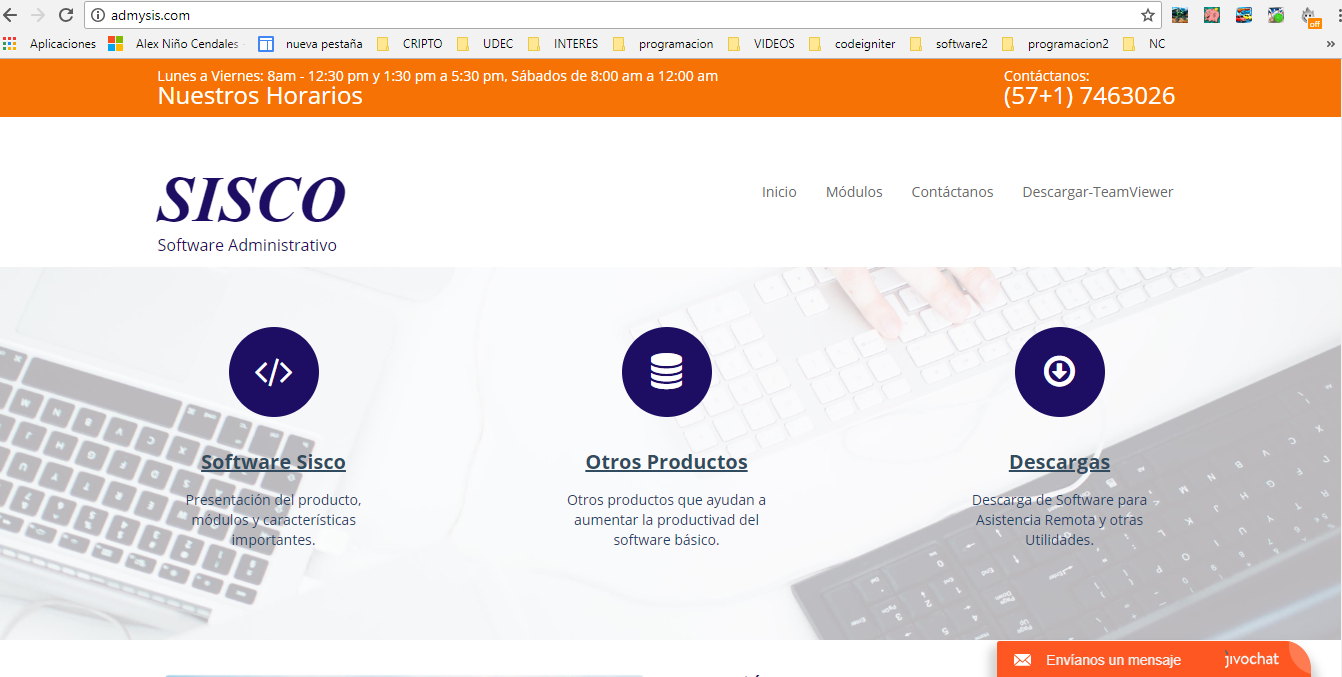 admysis.com
off
Aplicaciones
Alex Niño Cendales
nueva pestaña
CRIPTO
UDEC
INTERES
programacion
VIDEOS
codeigniter
software2
programacion2
NC
»
Lunes a Viernes: 8am - 12:30 pm y 1:30 pm a 5:30 pm, Sábados de 8:00 am a 12:00 am
Nuestros Horarios
Contáctanos:
(57+1) 7463026
SISCO
Software Administrativo
Inicio
Módulos
Contáctanos
Descargar-TeamViewer
</>
Software Sisco
Presentación del producto,
módulos y características
importantes.
Otros Productos
Otros productos que ayudan a
aumentar la productivad del
software básico.
Descargas
Descarga de Software para
Asistencia Remota y otras
Utilidades.
Envíanos un mensaje
jivochat